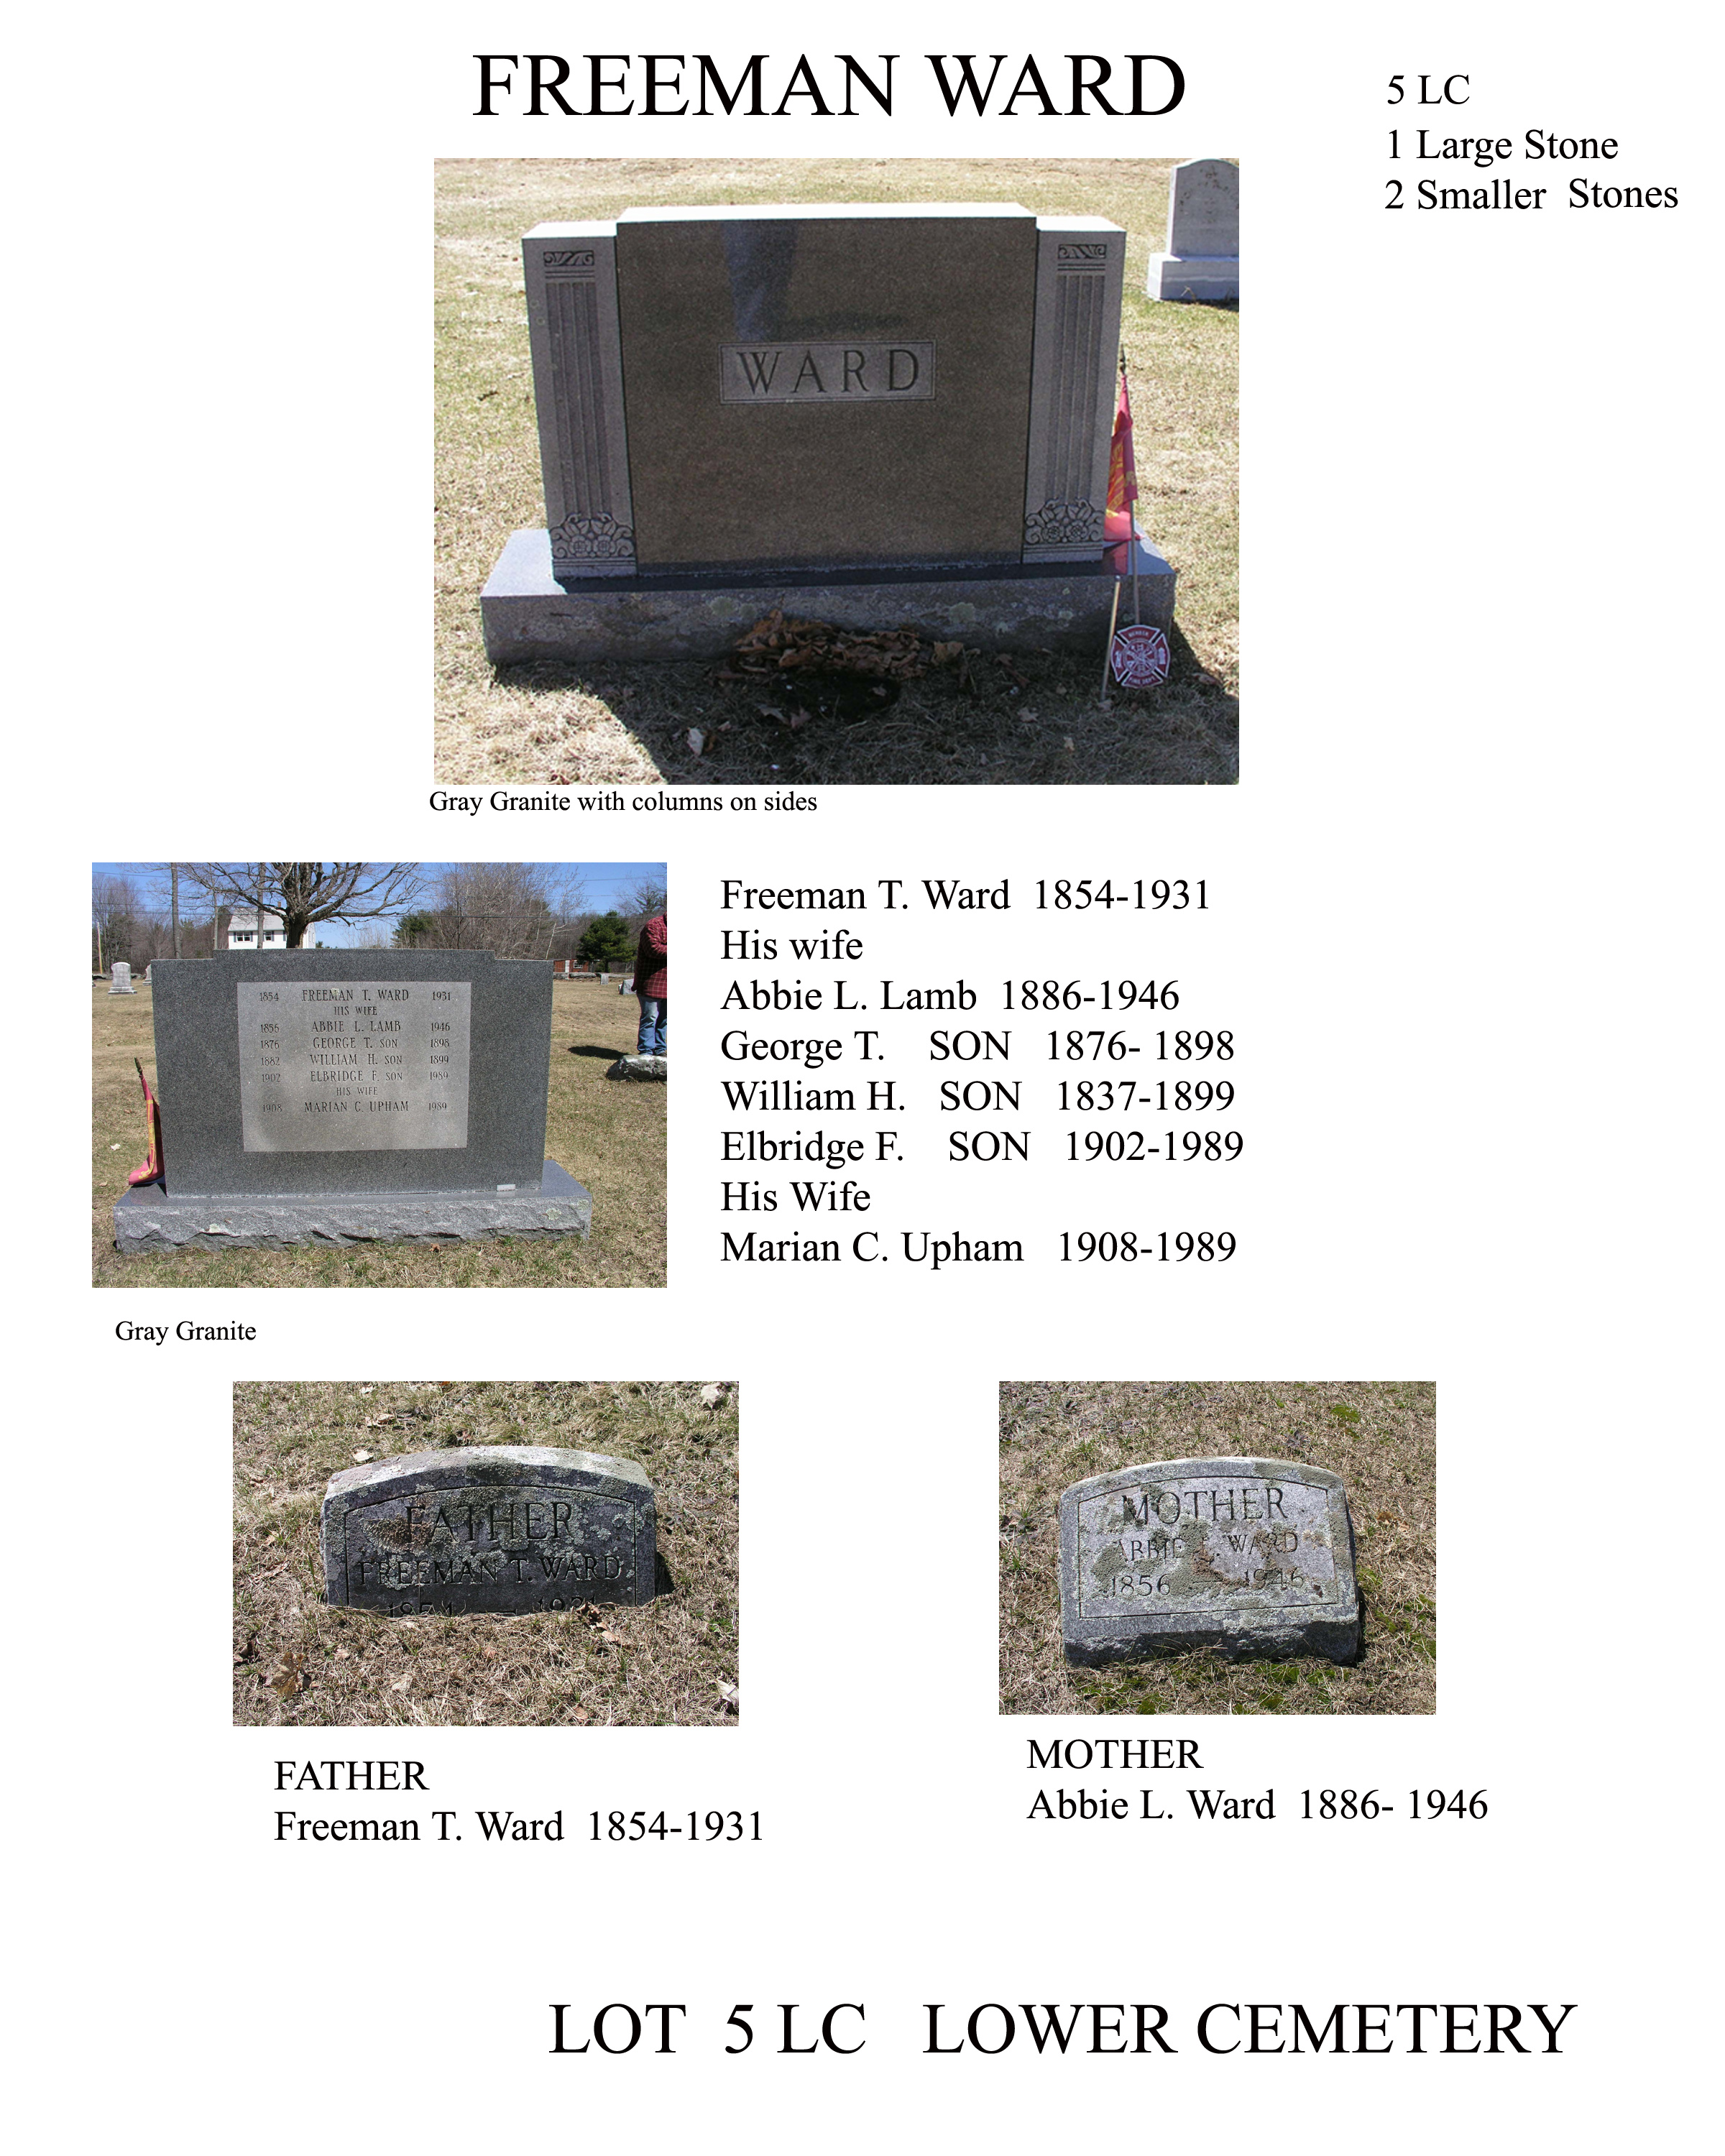 FREEMAN WARD
5 LC
1 Large Stone
2 Smaller Stones
WARD
Gray Granite with columns on sides
1854 FREEMAN T. WARD 1931
HIS WIFE
1856 ABBIE L. LAMB 1946
1876 GEORGE T. SON 1898
1882 WILLIAM H. SON 1899
1902 ELBRIDGE F. SON 1989
HIS WIFE
1908 MARIAN C. UPHAM 1989
Freeman T. Ward 1854-1931
His wife
Abbie L. Lamb 1886-1946
George T. SON 1876- 1898
William H. SON 1837-1899
Elbridge F. SON 1902-1989
His Wife
Marian C. Upham 1908-1989
Gray Granite
FATHER
FREEMAN T. WARD
1854 — 1931
MOTHER
ABBIE L. WARD
1856 — 1946
FATHER
Freeman T. Ward 1854-1931
MOTHER
Abbie L. Ward 1886- 1946
LOT 5 LC LOWER CEMETERY